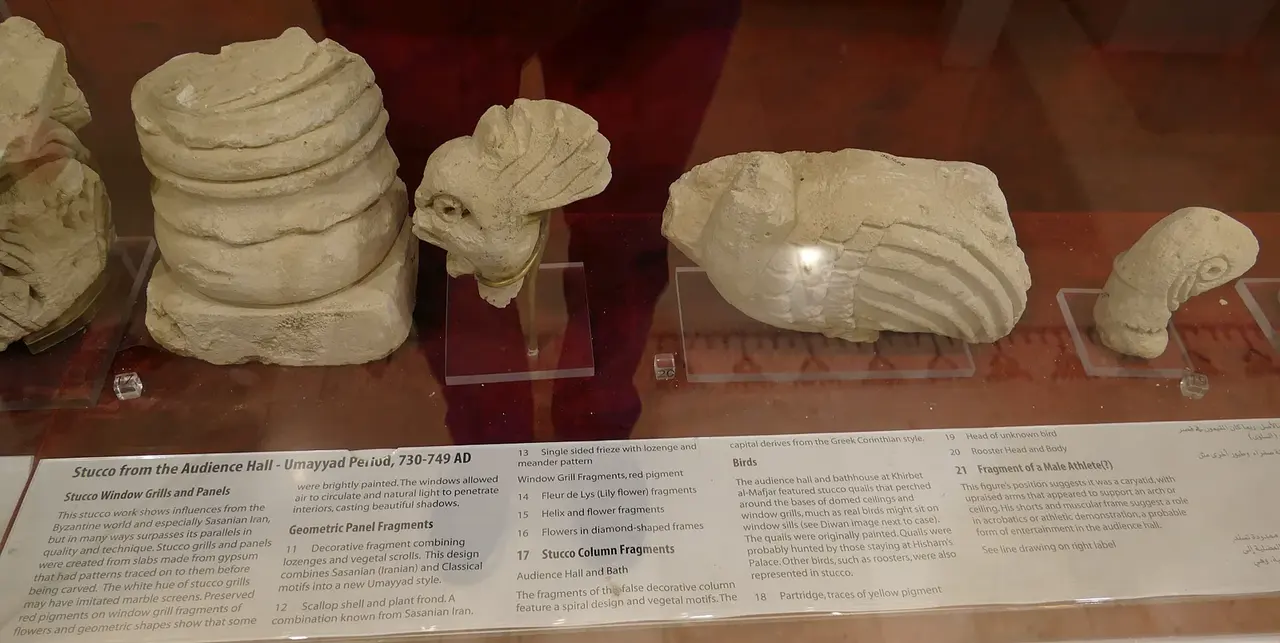 Stucco from the Audience Hall - Umayyad Period, 730-749 AD
Stucco Window Grills and Panels
This stucco work shows influences from the
Byzantine world and especially Sasanian Iran,
but in many ways surpasses its parallels in
quality and technique. Stucco grills and panels
were created from slabs made from gypsum
that had patterns traced on to them before
being carved. The white hue of stucco grills
may have imitated marble screens. Preserved
red pigments on window grill fragments of
flowers and geometric shapes show that some
were brightly painted. The windows allowed
air to circulate and natural light to penetrate
interiors, casting beautiful shadows.
Geometric Panel Fragments
11 Decorative fragment combining
lozenges and vegetal scrolls. This design
combines Sasanian (Iranian) and Classical
motifs into a new Umayyad style.
12 Scallop shell and plant frond. A
combination known from Sasanian Iran.
13 Single sided frieze with lozenge and
meander pattern
Window Grill Fragments, red pigment
14 Fleur de Lys (Lily flower) fragments
15 Helix and flower fragments
16 Flowers in diamond-shaped frames
17 Stucco Column Fragments
Audience Hall and Bath
The fragments of the false decorative column
feature a spiral design and vegetal motifs. The
capital derives from the Greek Corinthian style.
Birds
The audience hall and bathhouse at Khirbet
al-Mafjar featured stucco quails that perched
around the bases of domed ceilings and
window grills, much as real birds might sit on
window sills (see Diwan image next to case).
The quails were originally painted. Quails were
probably hunted by those staying at Hisham's
Palace. Other birds, such as roosters, were also
represented in stucco.
18 Partridge, traces of yellow pigment
19 Head of unknown bird
20 Rooster Head and Body
21 Fragment of a Male Athlete(?)
This figure's position suggests it was a caryatid, with
upraised arms that appeared to support an arch or
ceiling. His shorts and muscular frame suggest a role
in acrobatics or athletic demonstration, a probable
form of entertainment in the audience hall.
See line drawing on right label
20